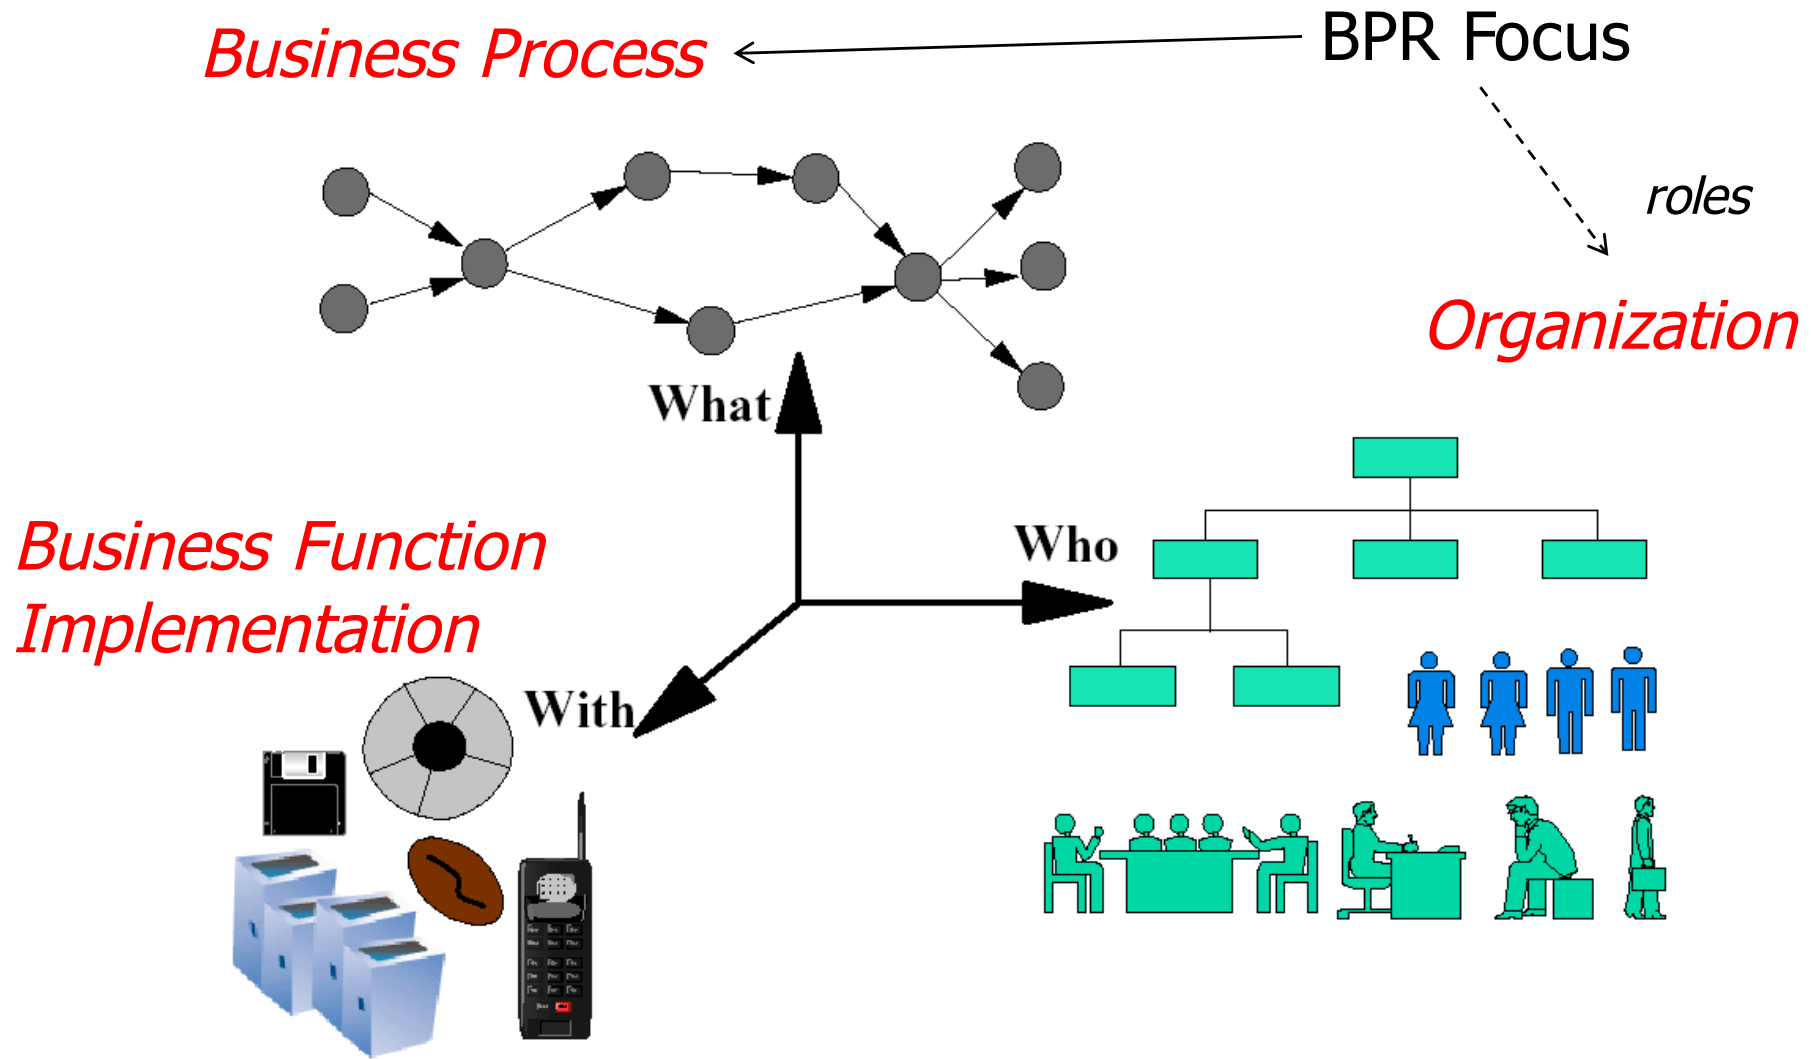 Business Process
BPR Focus
roles
Organization
What
Who
Business Function
Implementation
With